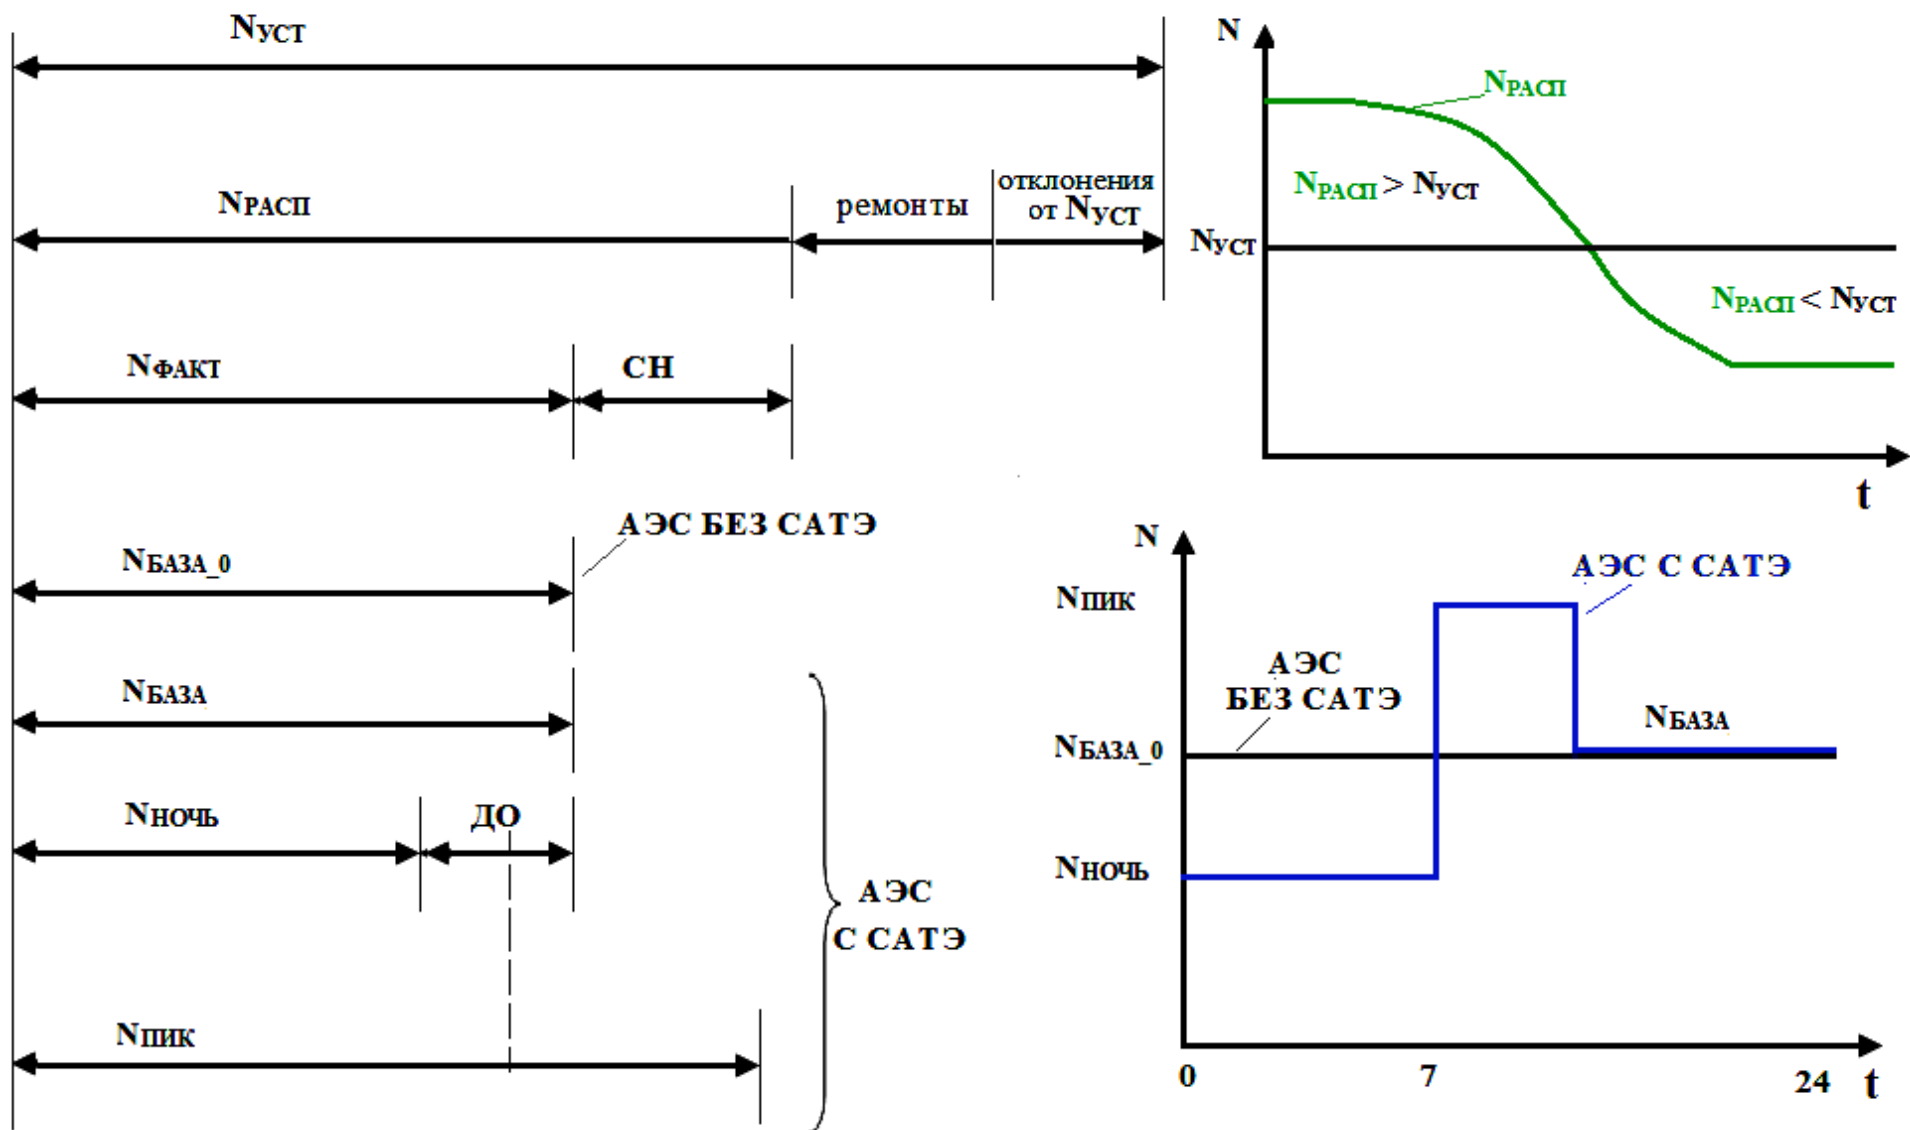 NУСТ
NРАСП
ремонты
отклонения
от NУСТ
NФАКТ
СН
АЭС БЕЗ САТЭ
NБАЗА_0
NБАЗА
NНОЧЬ
ДО
АЭС
С САТЭ
NПИК
N
NРАСП
NРАСП > NУСТ
NУСТ
NРАСП < NУСТ
t
N
АЭС С САТЭ
NПИК
АЭС
БЕЗ САТЭ
NБАЗА
NБАЗА_0
NНОЧЬ
0
7
24
t